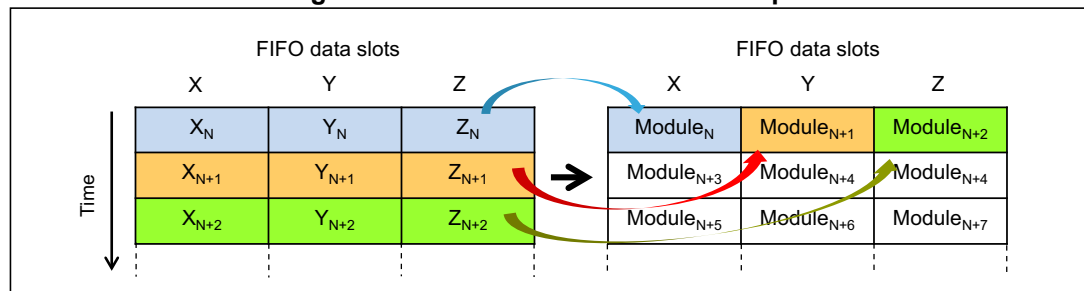 FIFO data slots FIFO data slots
X Y Z X Y Z
X_N Y_N Z_N Module_N Module_N+1 Module_N+2
X_N+1 Y_N+1 Z_N+1 Module_N+3 Module_N+4 Module_N+4
X_N+2 Y_N+2 Z_N+2 Module_N+5 Module_N+6 Module_N+7
Time